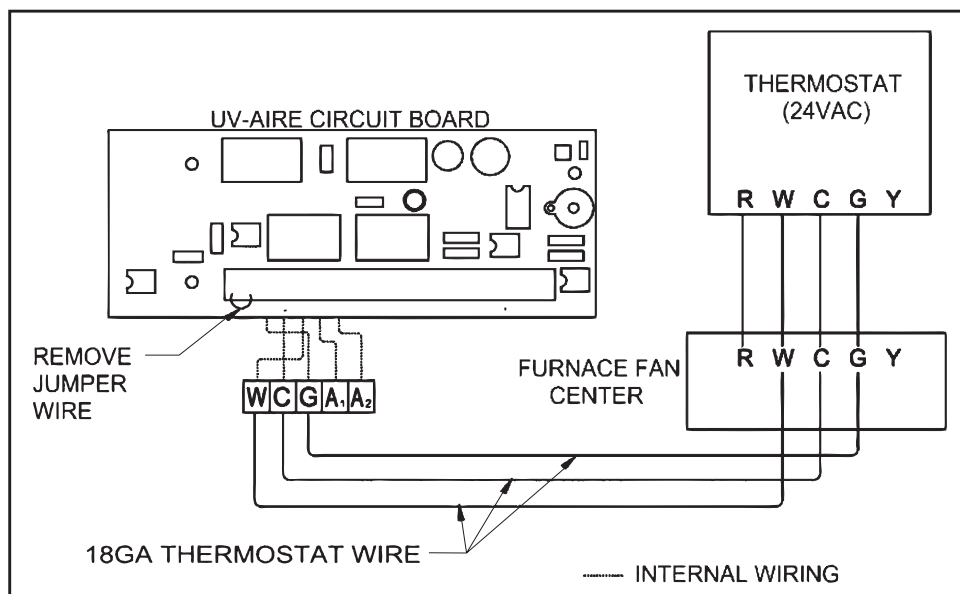 UV-AIRE CIRCUIT BOARD
THERMOSTAT
(24VAC)
R W C G Y
REMOVE
JUMPER
WIRE
W C G A1 A2
FURNACE FAN
CENTER
R W C G Y
18GA THERMOSTAT WIRE
INTERNAL WIRING